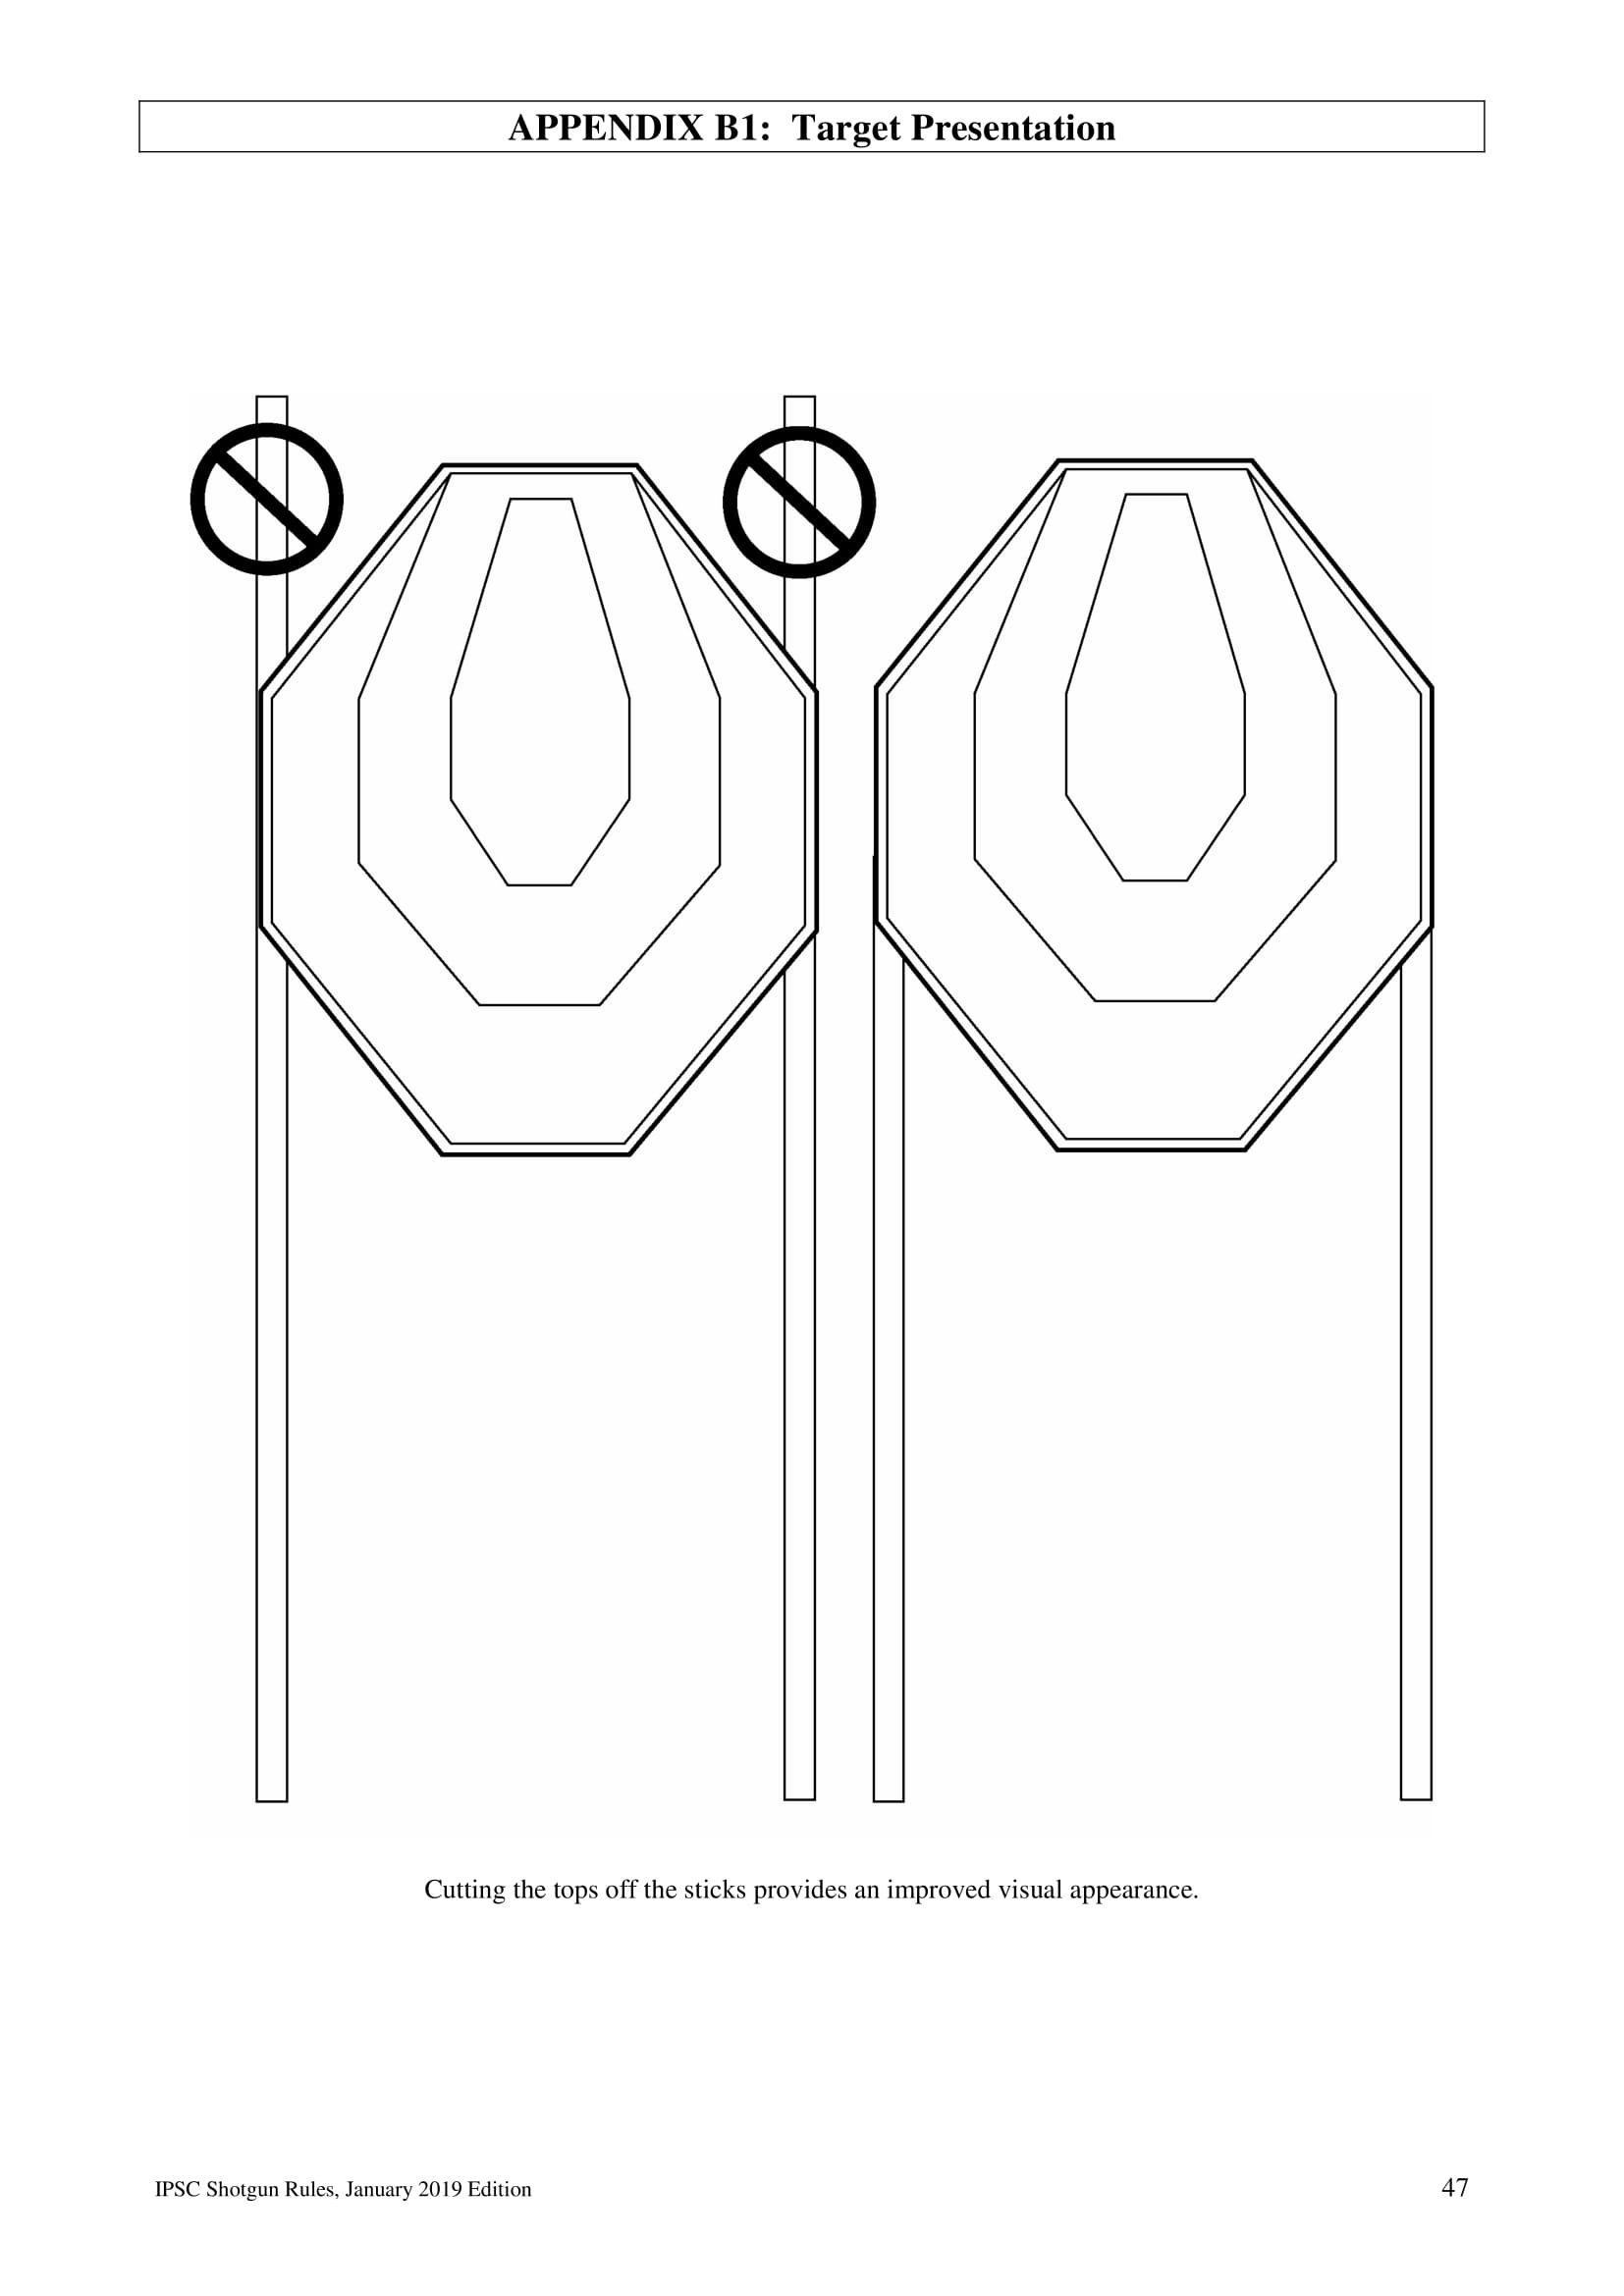 APPENDIX B1:  Target Presentation
Cutting the tops off the sticks provides an improved visual appearance.
IPSC Shotgun Rules, January 2019 Edition
47